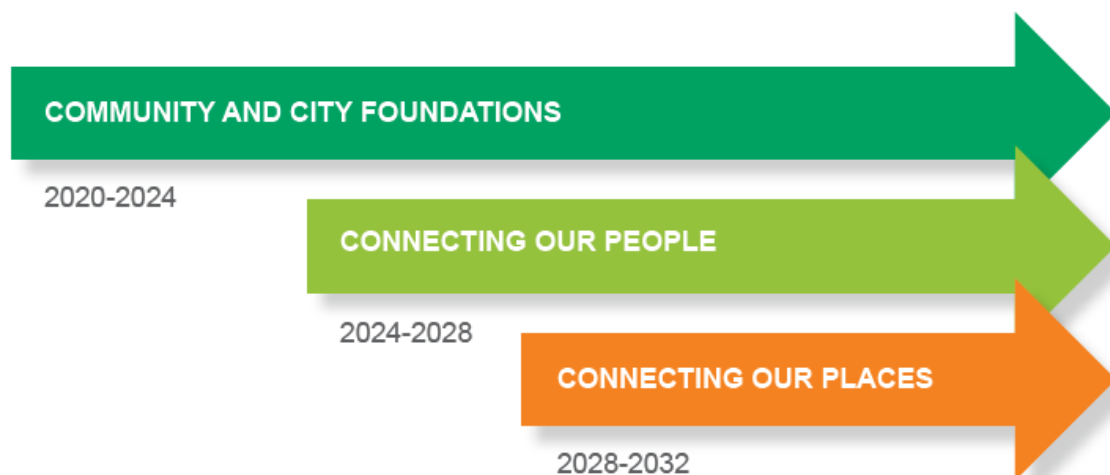 COMMUNITY AND CITY FOUNDATIONS
2020-2024
CONNECTING OUR PEOPLE
2024-2028
CONNECTING OUR PLACES
2028-2032